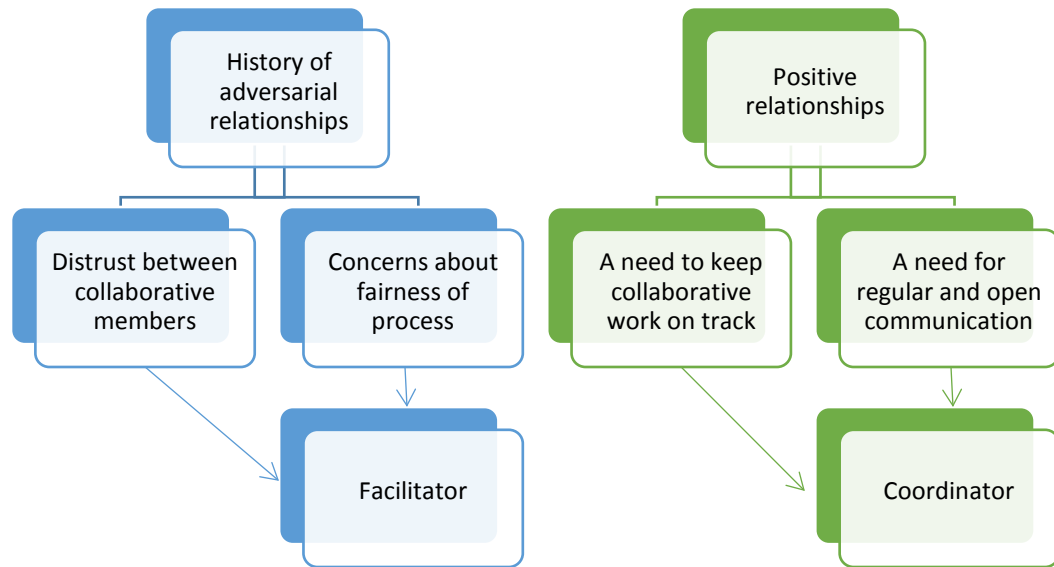 History of
adversarial
relationships
Positive
relationships
Distrust between
collaborative
members
Concerns about
fairness of
process
A need to keep
collaborative
work on track
A need for
regular and open
communication
Facilitator
Coordinator